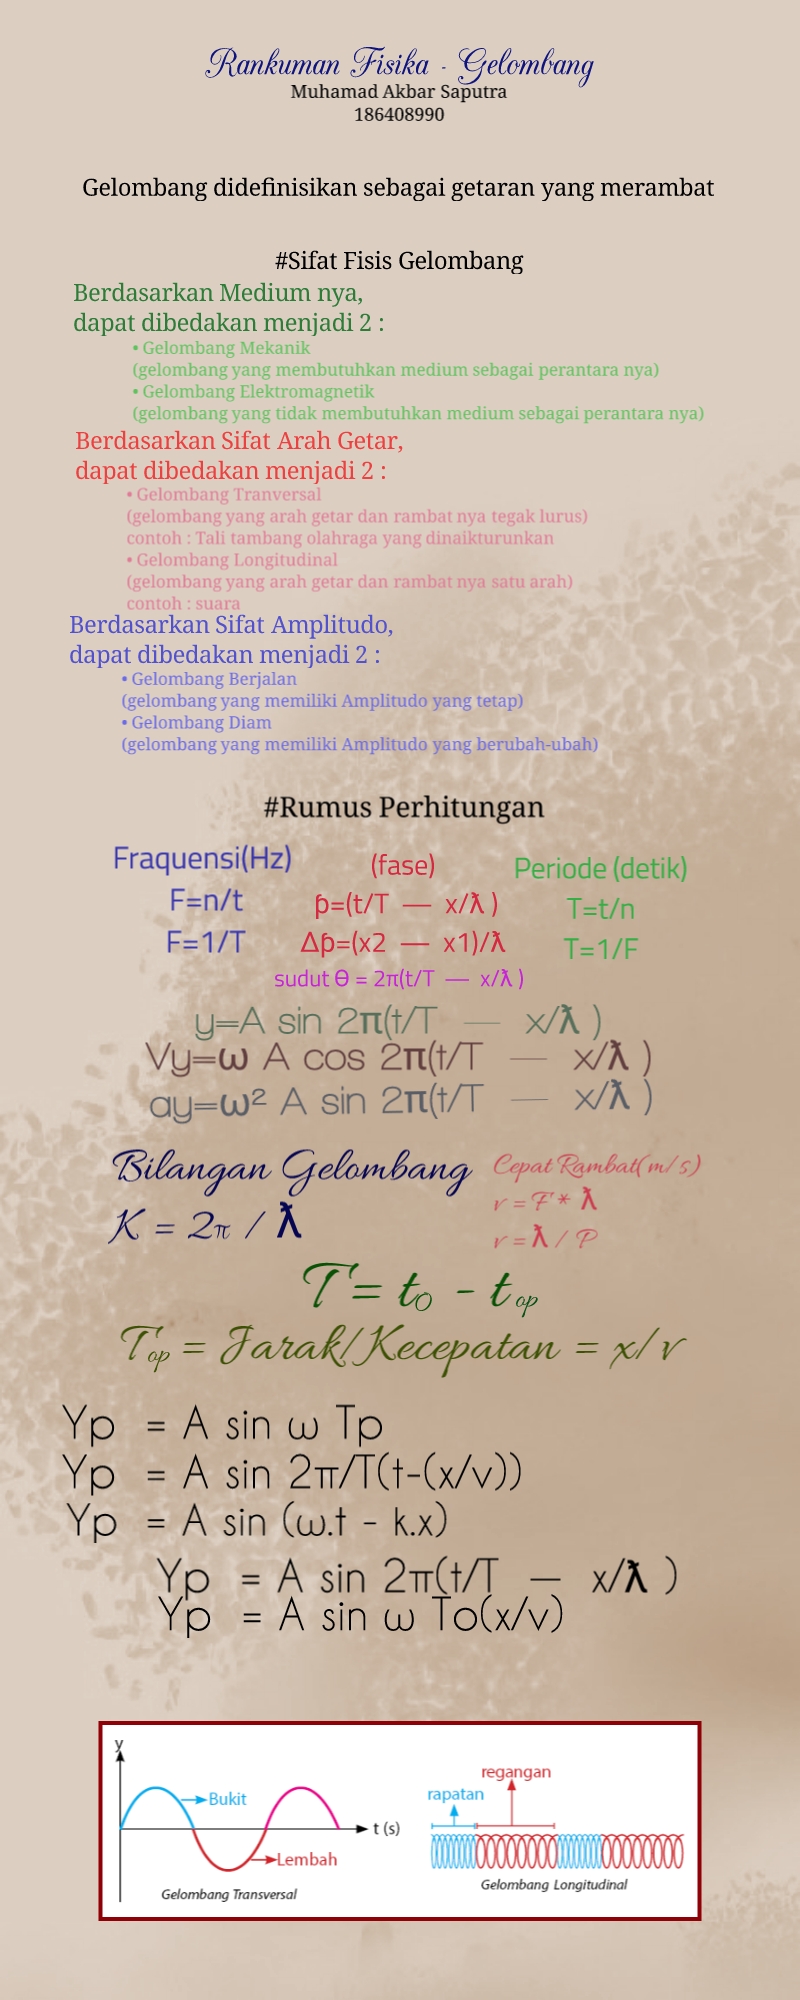 Rankuman Fisika - Gelombang
Muhamad Akbar Saputra
186408990
Gelombang didefinisikan sebagai getaran yang merambat
#Sifat Fisis Gelombang
Berdasarkan Medium nya,
dapat dibedakan menjadi 2 :
• Gelombang Mekanik
(gelombang yang membutuhkan medium sebagai perantara nya)
• Gelombang Elektromagnetik
(gelombang yang tidak membutuhkan medium sebagai perantara nya)
Berdasarkan Sifat Arah Getar,
dapat dibedakan menjadi 2 :
• Gelombang Tranversal
(gelombang yang arah getar dan rambat nya tegak lurus)
contoh : Tali tambang olahraga yang dinaikturunkan
• Gelombang Longitudinal
(gelombang yang arah getar dan rambat nya satu arah)
contoh : suara
Berdasarkan Sifat Amplitudo,
dapat dibedakan menjadi 2 :
• Gelombang Berjalan
(gelombang yang memiliki Amplitudo yang tetap)
• Gelombang Diam
(gelombang yang memiliki Amplitudo yang berubah-ubah)
#Rumus Perhitungan
Fraquensi(Hz)
F=n/t
F=1/T
(fase)
ƥ=(t/T — x/ƛ )
Δƥ=(x2 — x1)/ƛ
Periode (detik)
T=t/n
T=1/F
sudut Θ = 2π(t/T — x/ƛ )
y=A sin 2π(t/T — x/ƛ )
Vy=ω A cos 2π(t/T — x/ƛ )
ay=ω² A sin 2π(t/T — x/ƛ )
Bilangan Gelombang
K = 2π / ƛ
Cepat Rambat(m/s)
v = F * ƛ
v = ƛ / P
T = t0 - top
Top = Jarak/Kecepatan = x/v
Yp = A sin ω Tp
Yp = A sin 2π/T(t-(x/v))
Yp = A sin (ω.t - k.x)
Yp = A sin 2π(t/T — x/ƛ )
Yp = A sin ω To(x/v)
y
Bukit
t (s)
Lembah
Gelombang Transversal
regangan
rapatan
Gelombang Longitudinal